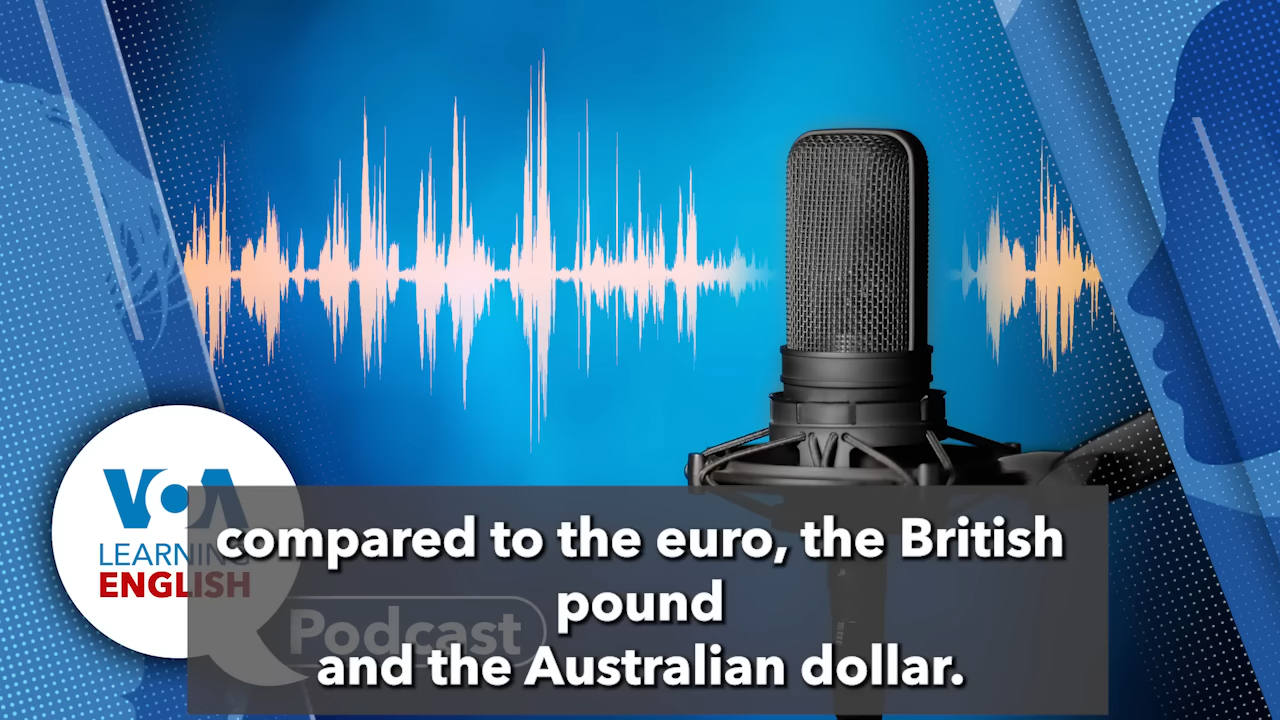 VOA
LEARNING
ENGLISH
Podcast
compared to the euro, the British
pound
and the Australian dollar.